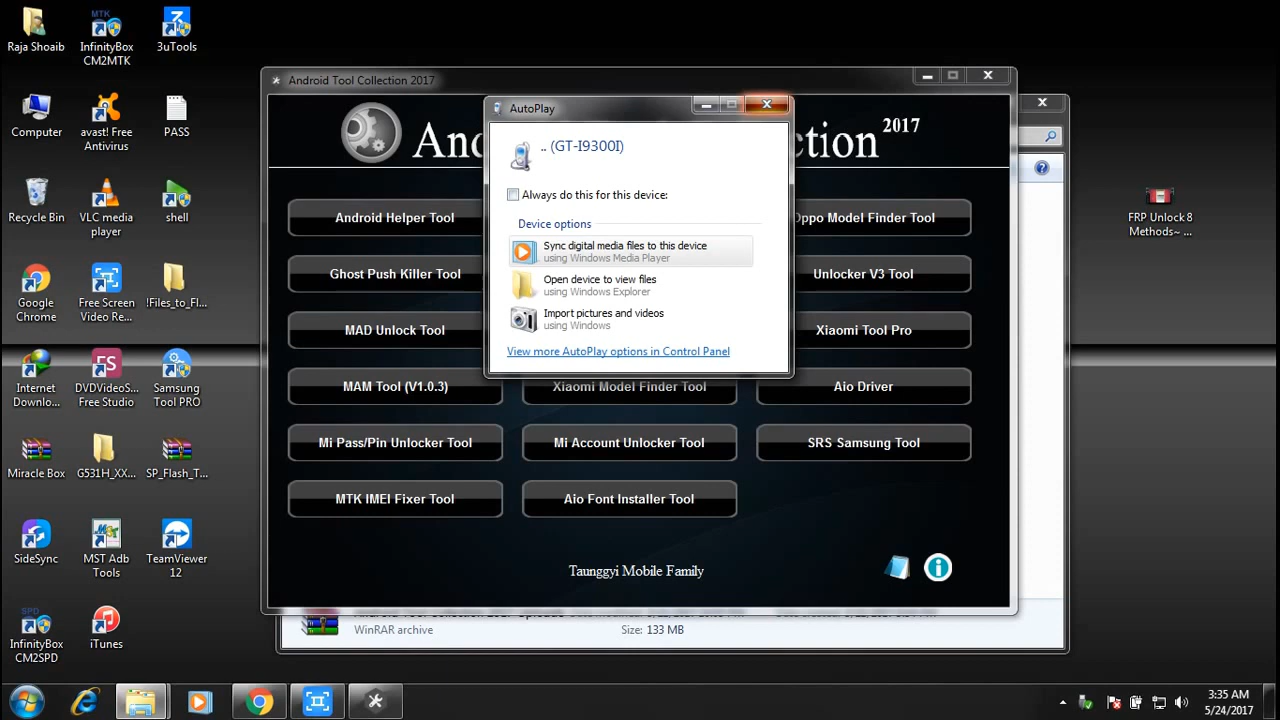 Raja Shoaib
InfinityBox
CM2MTK
3uTools
Computer
avast! Free
Antivirus
PASS
Recycle Bin
VLC media
player
shell
Google
Chrome
Free Screen
Video Re...
!Files_to_Fl...
Internet
Downlo...
DVDVideoS...
Free Studio
Samsung
Tool PRO
Miracle Box
G531H_XX...
SP_Flash_T...
SideSync
MST Adb
Tools
TeamViewer
12
InfinityBox
CM2SPD
iTunes
Android Tool Collection 2017
2017
AutoPlay
.. (GT-I9300I)
Always do this for this device:
Device options
Sync digital media files to this device
using Windows Media Player
Open device to view files
using Windows Explorer
Import pictures and videos
using Windows
View more AutoPlay options in Control Panel
Android Helper Tool
Oppo Model Finder Tool
Ghost Push Killer Tool
Unlocker V3 Tool
MAD Unlock Tool
Xiaomi Tool Pro
MAM Tool (V1.0.3)
Xiaomi Model Finder Tool
Aio Driver
Mi Pass/Pin Unlocker Tool
Mi Account Unlocker Tool
SRS Samsung Tool
MTK IMEI Fixer Tool
Aio Font Installer Tool
Taunggyi Mobile Family
WinRAR archive
Size: 133 MB
FRP Unlock 8
Methods~ ...
3:35 AM
5/24/2017